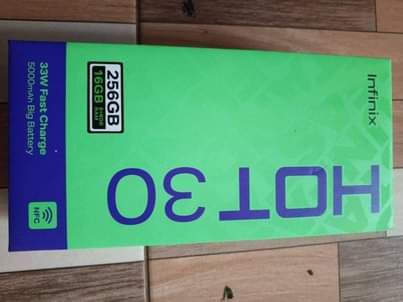 Infinix
HOT 30
256GB
16GB
33W Fast Charge
5000mAh Big Battery
NFC